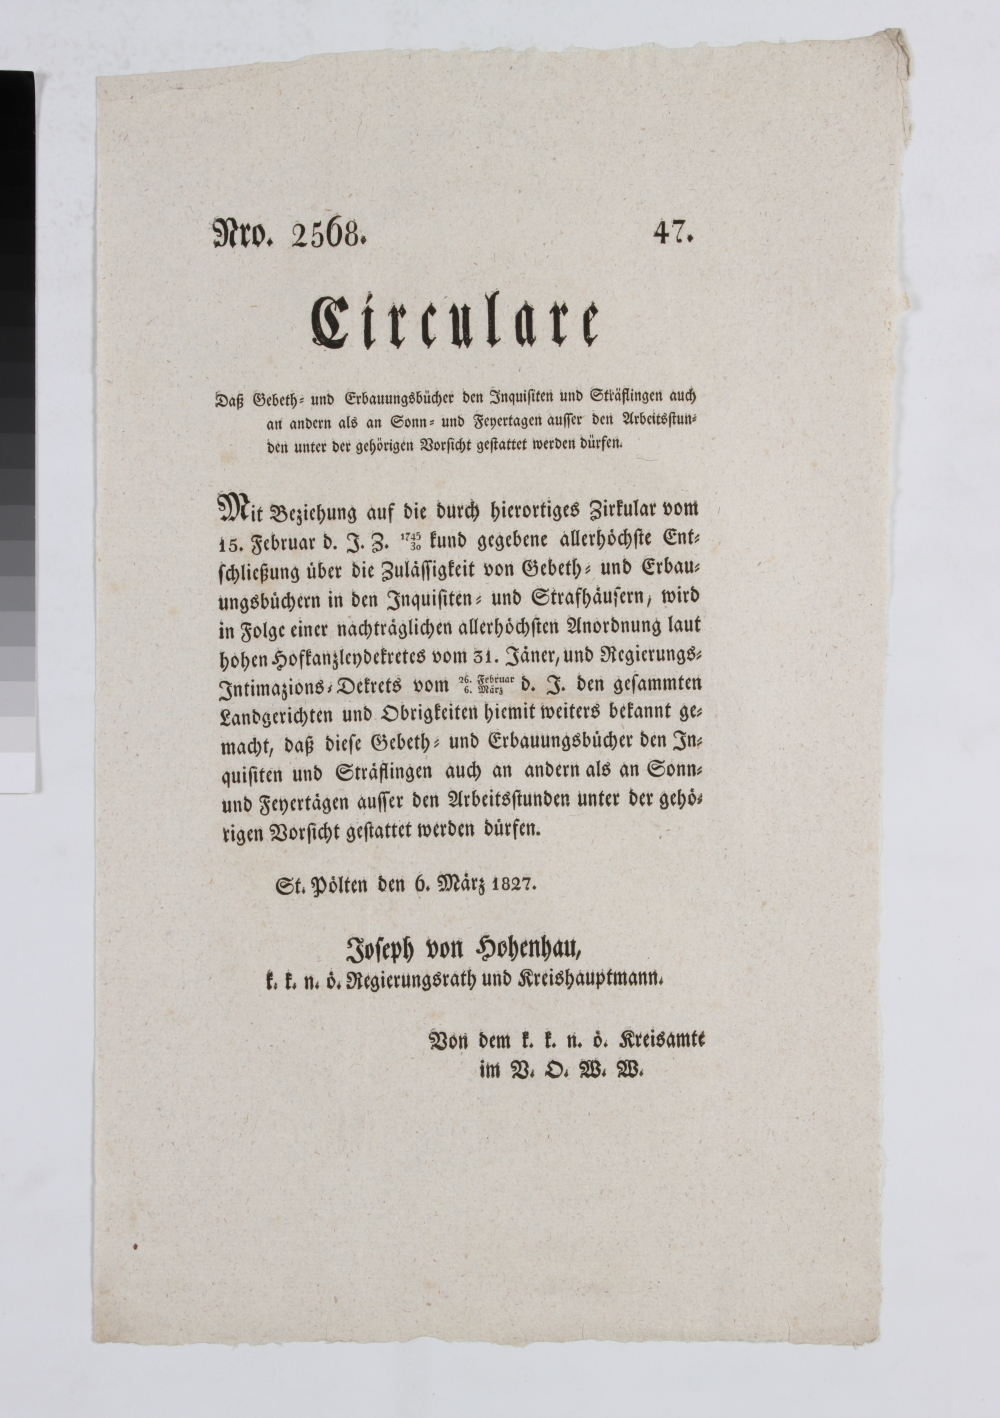 Nro. 2568. 47.
Circulare
Daß Gebeth- und Erbauungsbücher den Inquisiten und Sträflingen auch
an andern als an Sonn- und Feyertagen ausser den Arbeitsstun-
den unter der gehörigen Vorsicht gestattet werden dürfen.
Mit Beziehung auf die durch hierortiges Zirkular vom
15. Februar d. J. Z. 1745/30 kund gegebene allerhöchste Ent-
schließung über die Zulässigkeit von Gebeth- und Erbau-
ungsbüchern in den Inquisiten- und Strafhäusern, wird
in Folge einer nachträglichen allerhöchsten Anordnung laut
hohen Hofkanzleydekretes vom 31. Jäner, und Regierungs-
Intimazions-Dekrets vom 26. Februar/6. März d. J. den gesammten
Landgerichten und Obrigkeiten hiemit weiters bekannt ge-
macht, daß diese Gebeth- und Erbauungsbücher den In-
quisiten und Sträflingen auch an andern als an Sonn-
und Feyertägen ausser den Arbeitsstunden unter der gehö-
rigen Vorsicht gestattet werden dürfen.
St. Pölten den 6. März 1827.
Joseph von Hohenhau,
k. k. n. ö. Regierungsrath und Kreishauptmann.
Von dem k. k. n. ö. Kreisamte
im V. O. W. W.